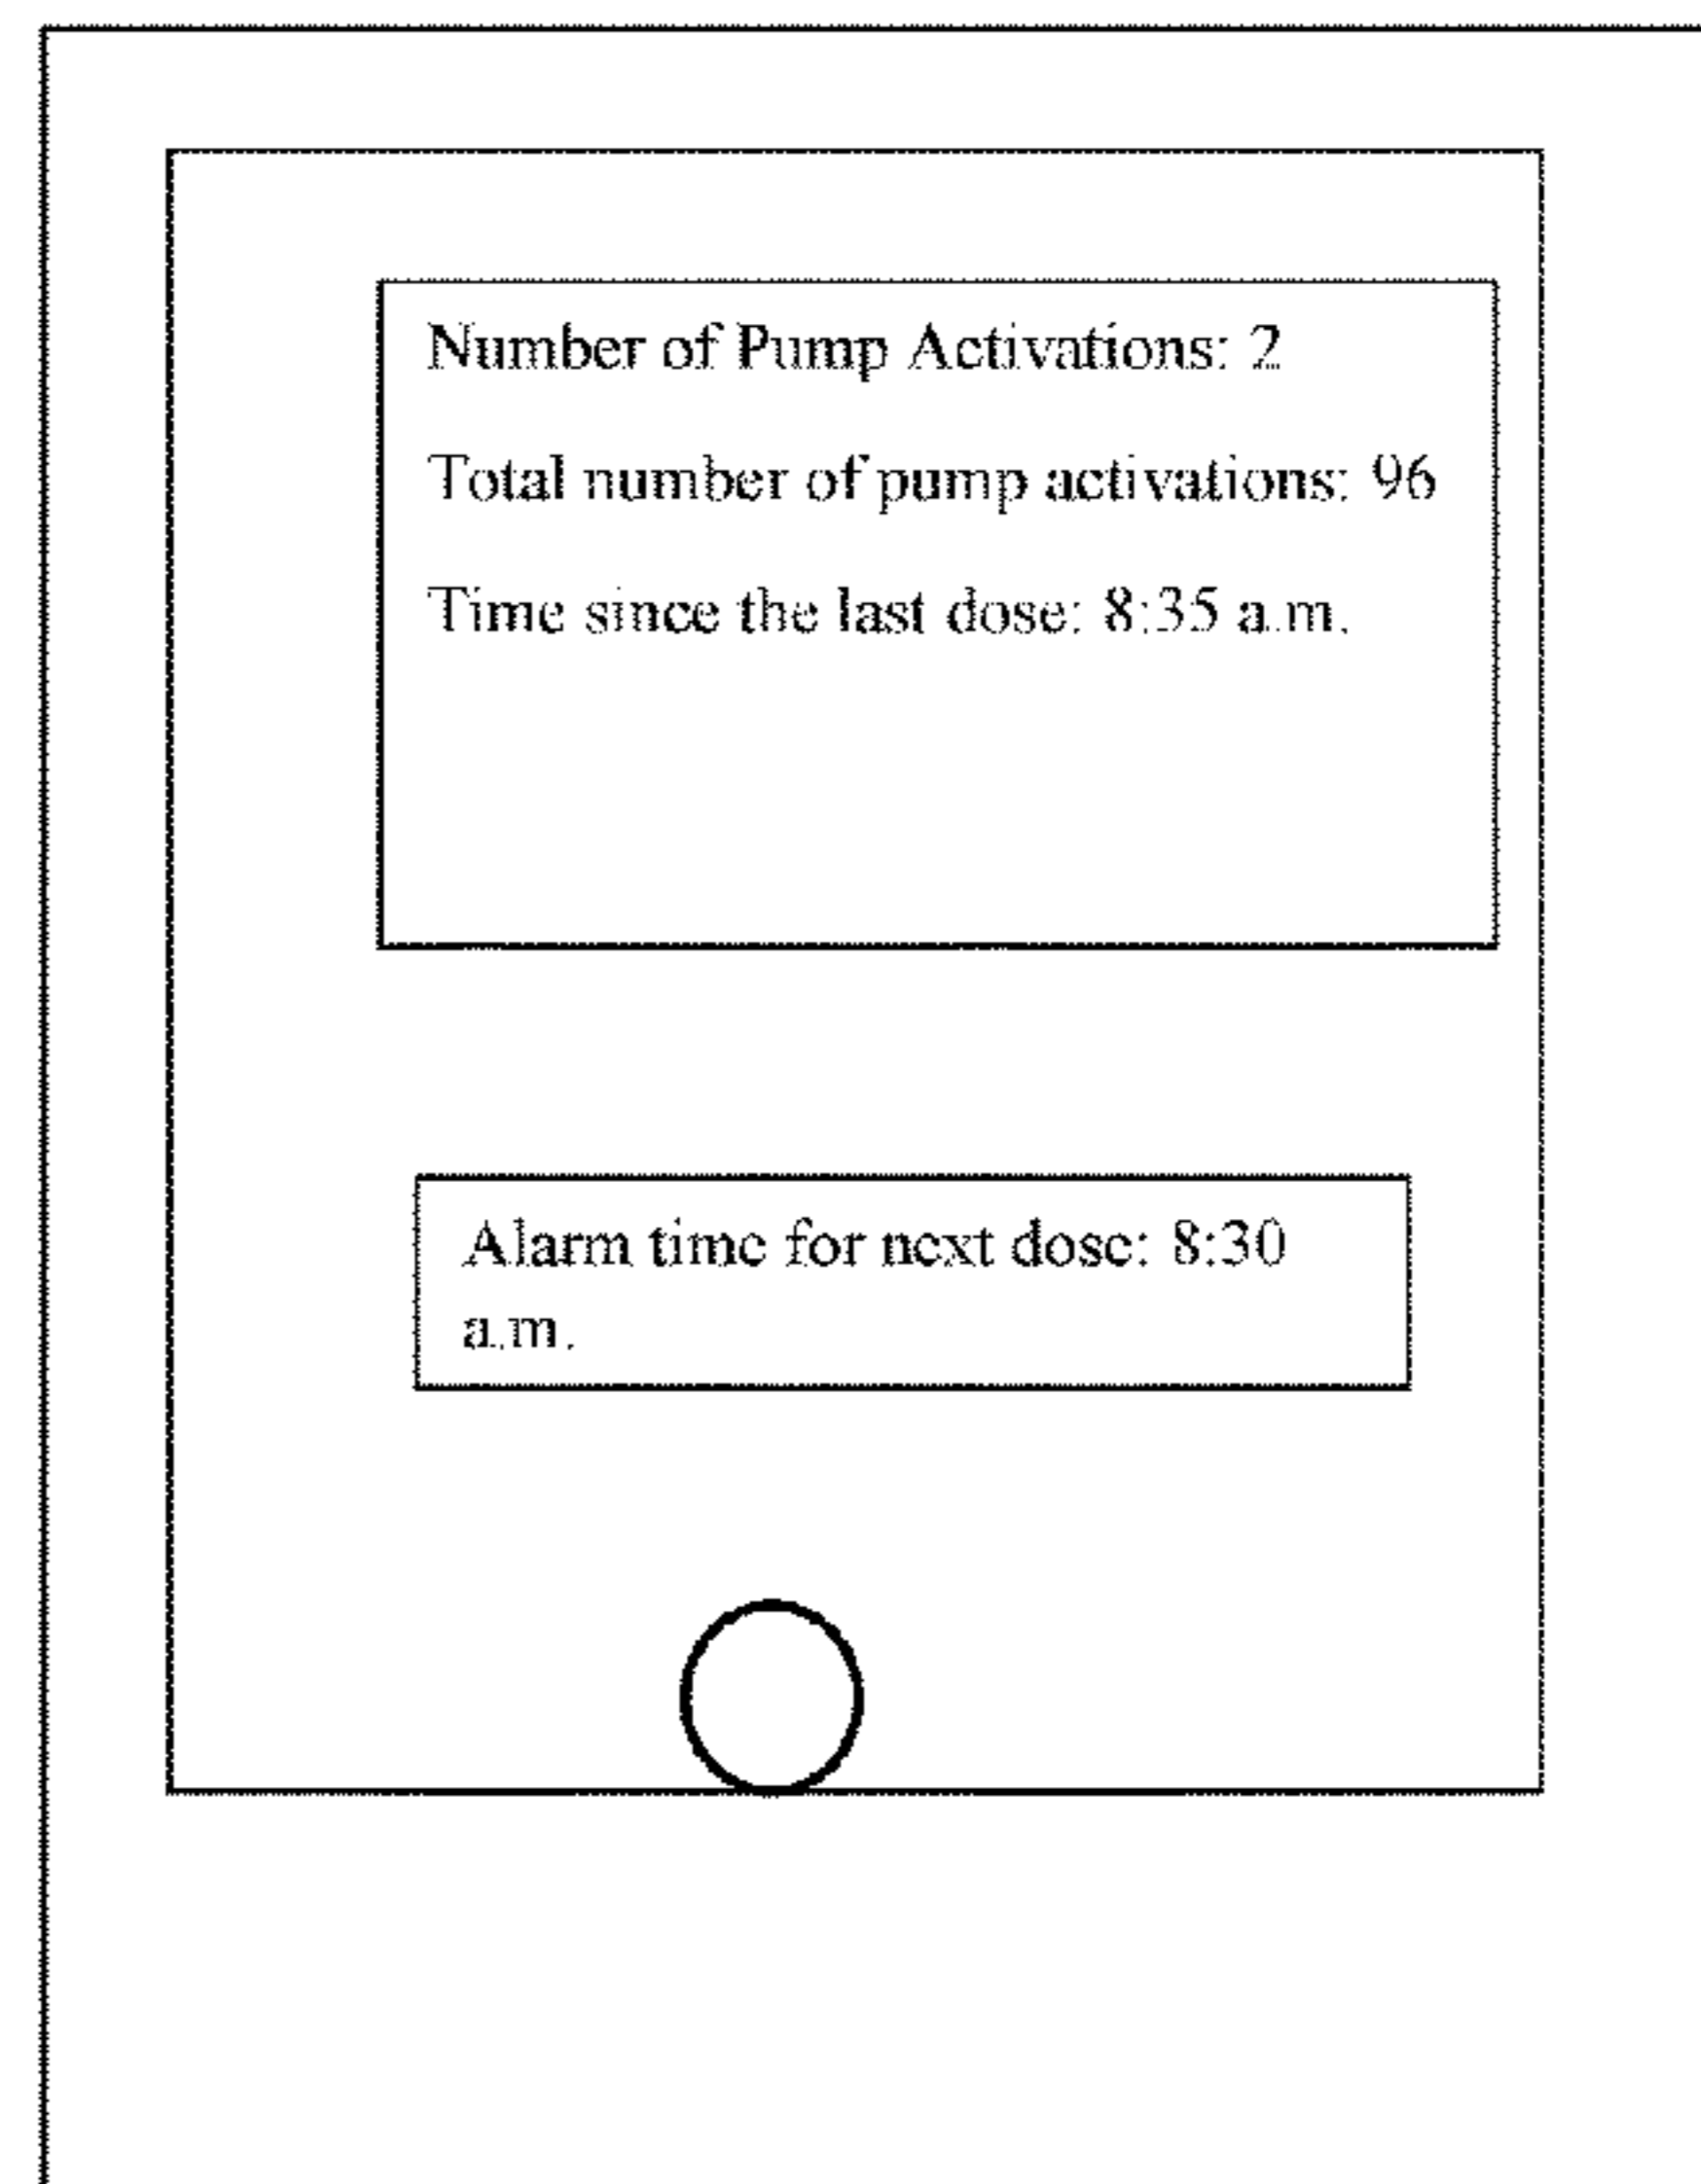 Number of Pump Activations: 2
Total number of pump activations: 96
Time since the last dose: 8:35 a.m.
Alarm time for next dose: 8:30
a.m.